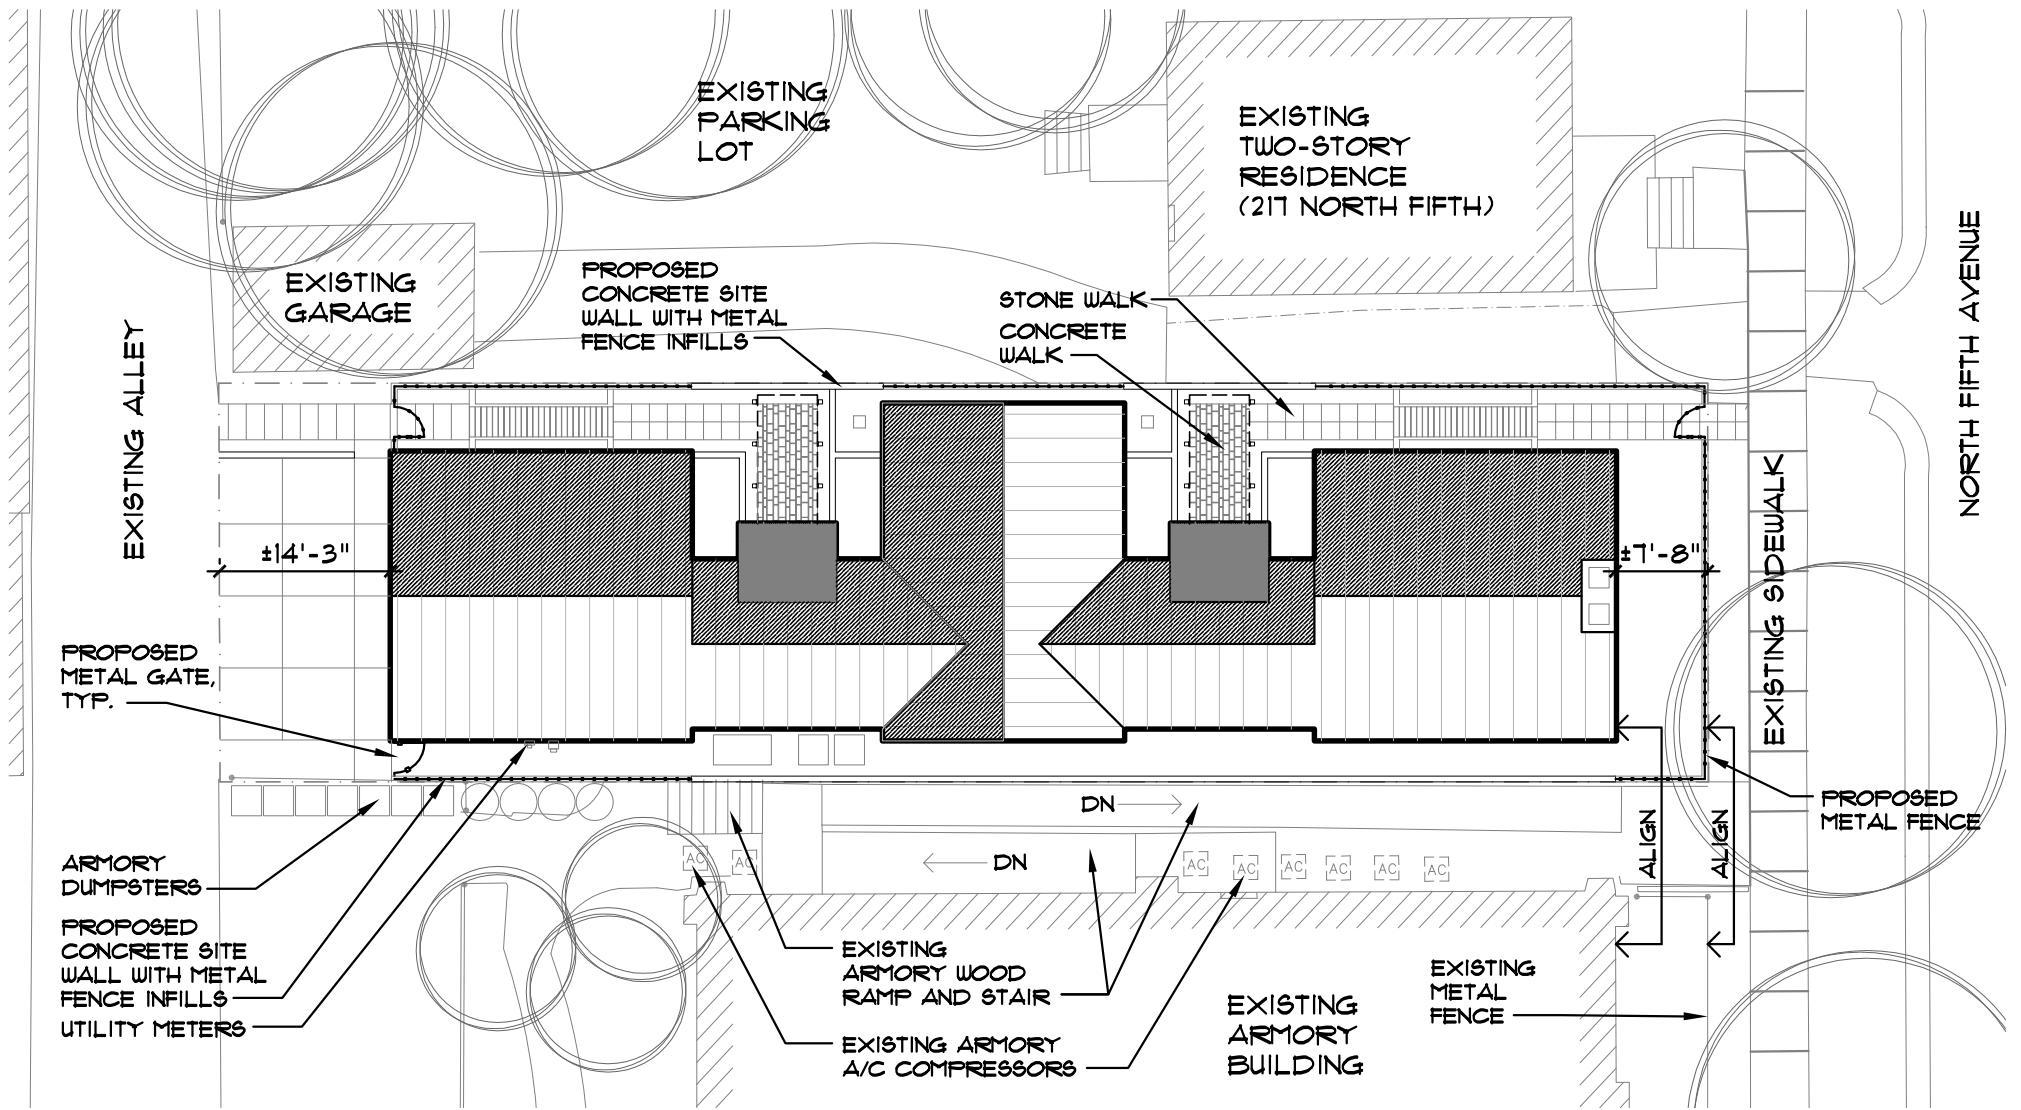 EXISTING
PARKING
LOT
EXISTING
TWO-STORY
RESIDENCE
(217 NORTH FIFTH)
NORTH FIFTH AVENUE
EXISTING
GARAGE
PROPOSED
CONCRETE SITE
WALL WITH METAL
FENCE INFILLS
STONE WALK
CONCRETE
WALK
EXISTING ALLEY
±14'-3"
±7'-8"
EXISTING SIDEWALK
PROPOSED
METAL GATE,
TYP.
PROPOSED
METAL FENCE
DN
DN
ALIGN
ALIGN
AC
AC
AC
AC
AC
AC
AC
AC
ARMORY
DUMPSTERS
PROPOSED
CONCRETE SITE
WALL WITH METAL
FENCE INFILLS
UTILITY METERS
EXISTING
ARMORY WOOD
RAMP AND STAIR
EXISTING ARMORY
A/C COMPRESSORS
EXISTING
ARMORY
BUILDING
EXISTING
METAL
FENCE